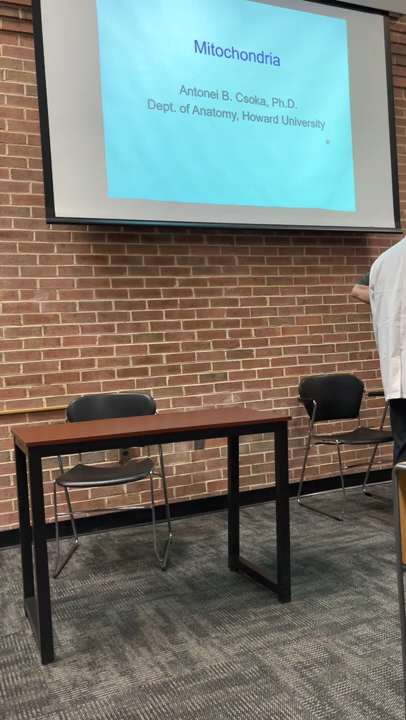 Mitochondria
Antonei B. Csoka, Ph.D.
Dept. of Anatomy, Howard University